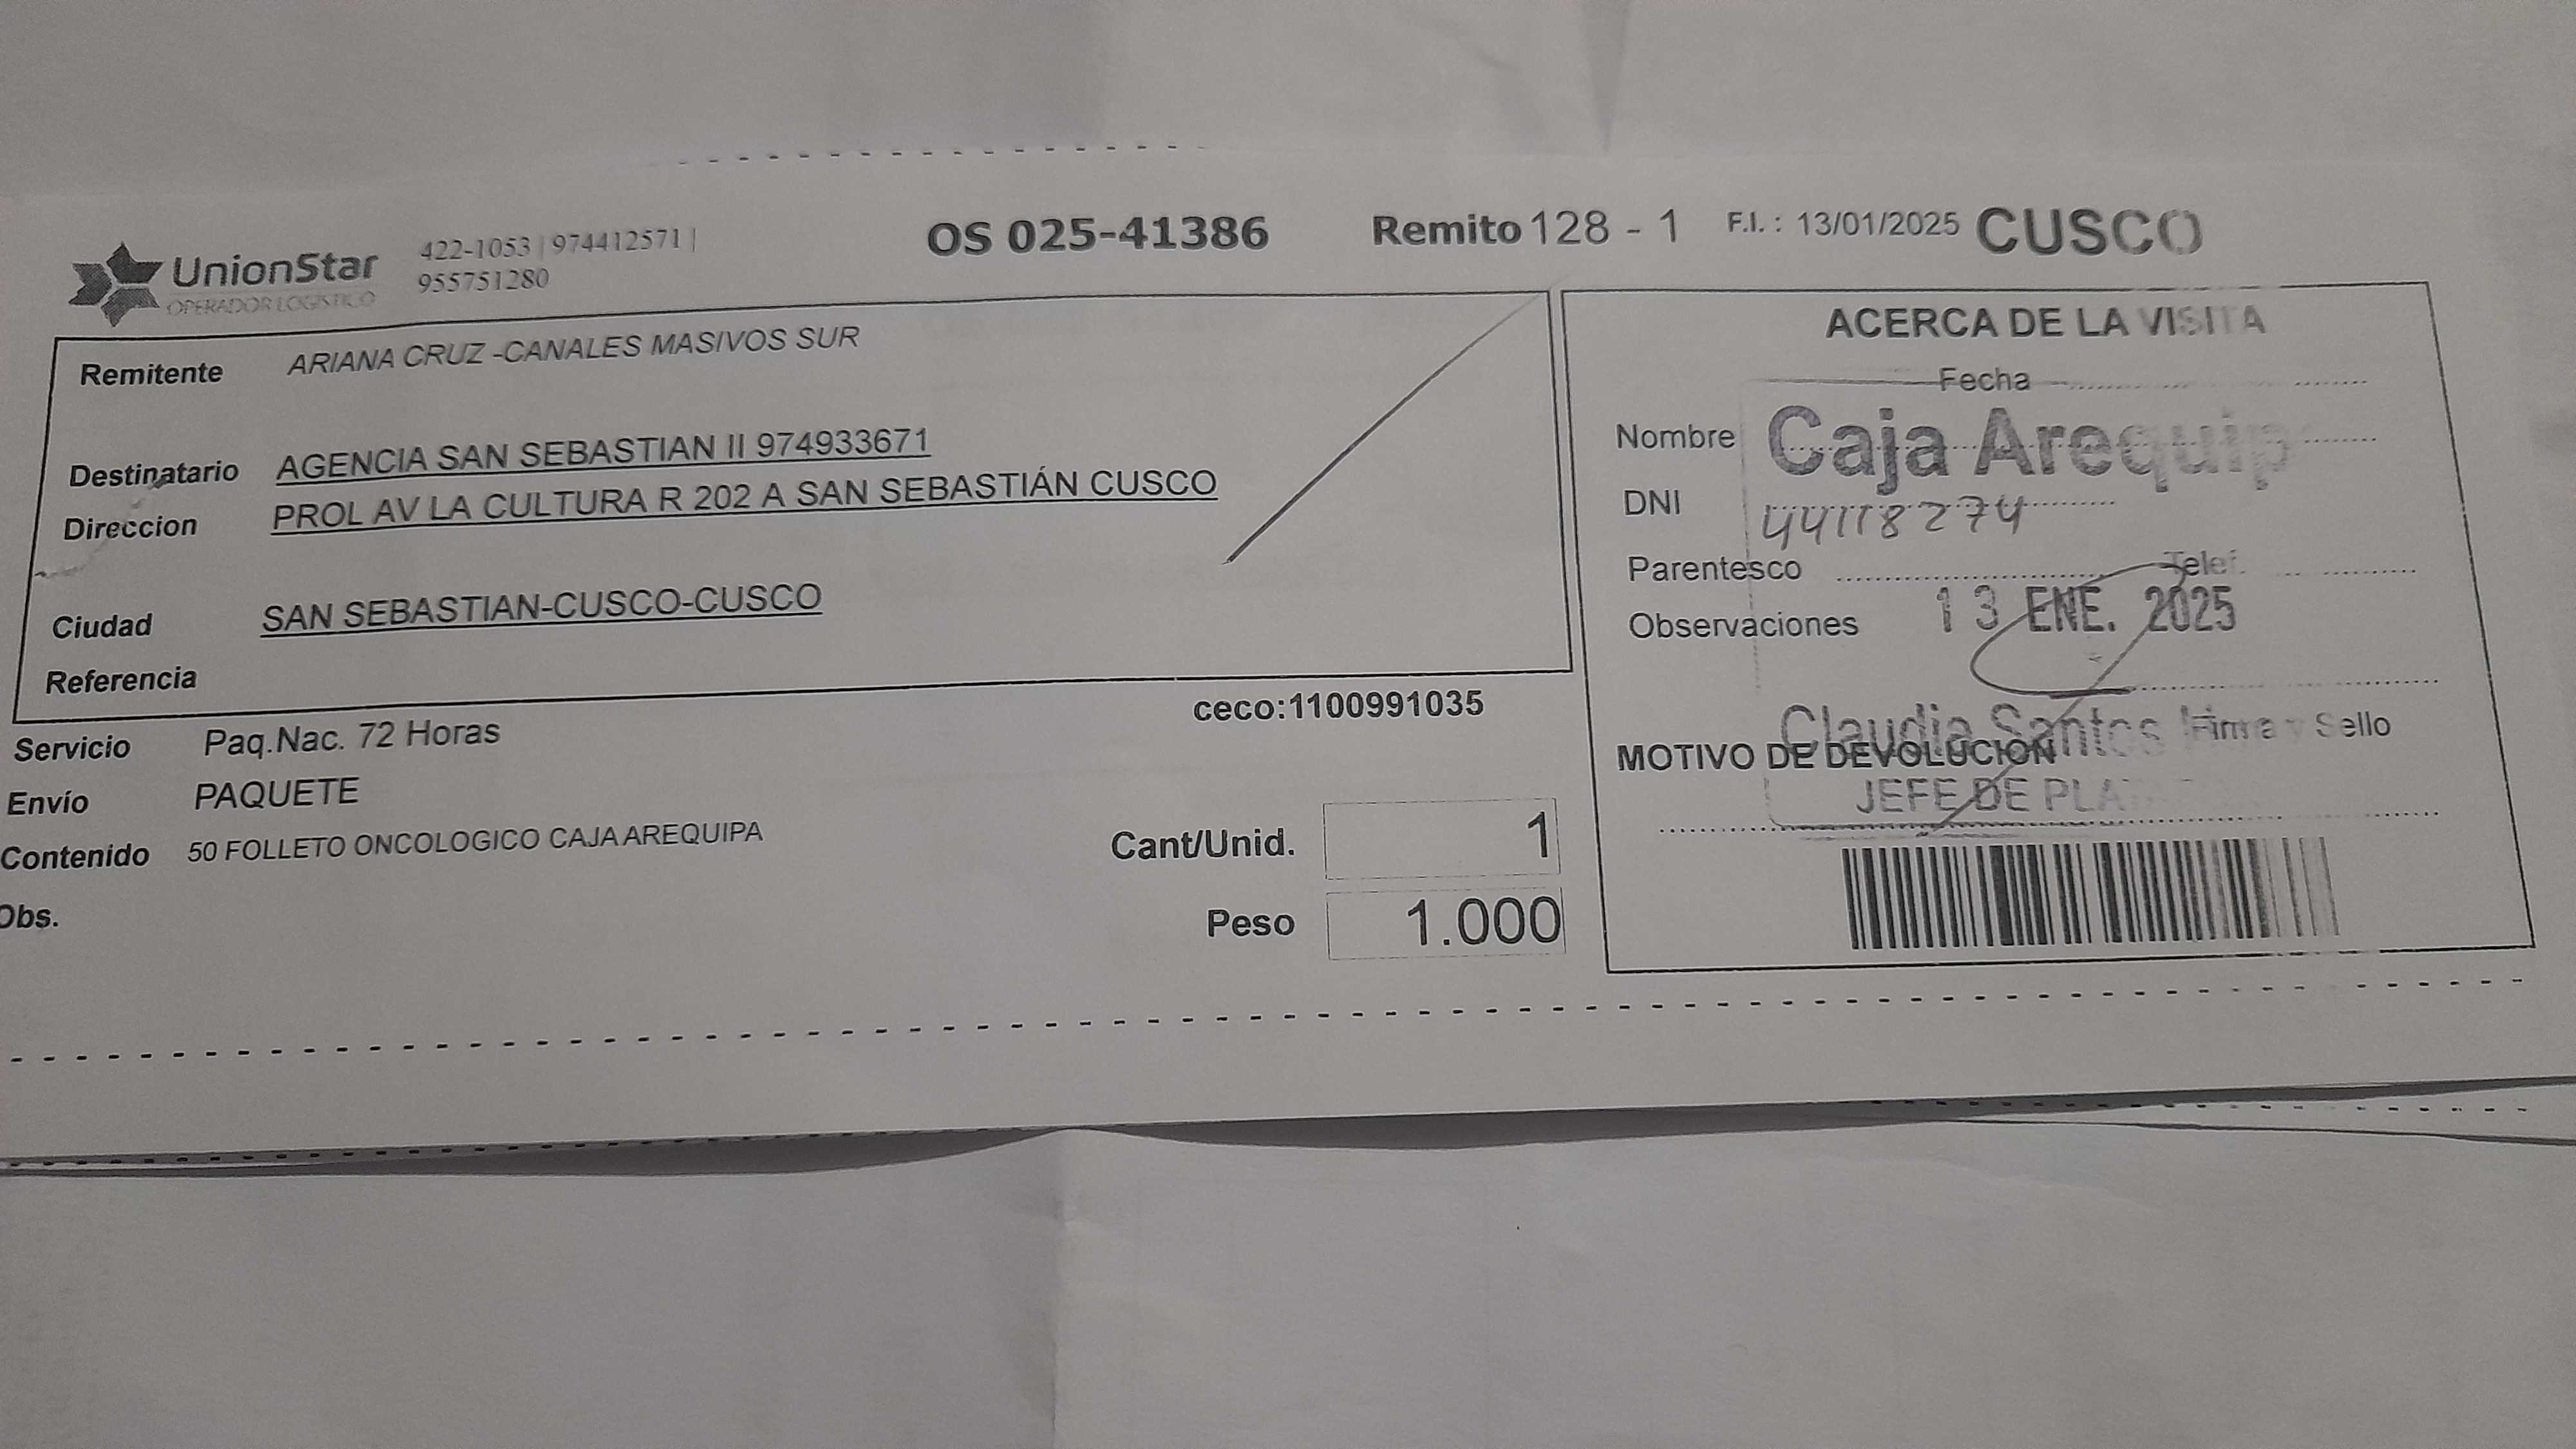 UnionStar
OPERADOR LOGISTICO
422-1053 | 974412571 |
955751280
OS 025-41386
Remito 128 - 1
F.I. : 13/01/2025
CUSCO
Remitente ARIANA CRUZ -CANALES MASIVOS SUR
Destinatario AGENCIA SAN SEBASTIAN II 974933671
Direccion PROL AV LA CULTURA R 202 A SAN SEBASTIÁN CUSCO
Ciudad SAN SEBASTIAN-CUSCO-CUSCO
Referencia
ceco:1100991035
Servicio Paq.Nac. 72 Horas
Envío PAQUETE
Contenido 50 FOLLETO ONCOLOGICO CAJA AREQUIPA
Obs.
Cant/Unid. 1
Peso 1.000
ACERCA DE LA VISITA
Fecha
Nombre Caja Arequip
DNI 44118274
Parentesco Telef.
Observaciones 13 ENE. 2025
Claudia Santos
Firma y Sello
MOTIVO DE DEVOLUCION
JEFE DE